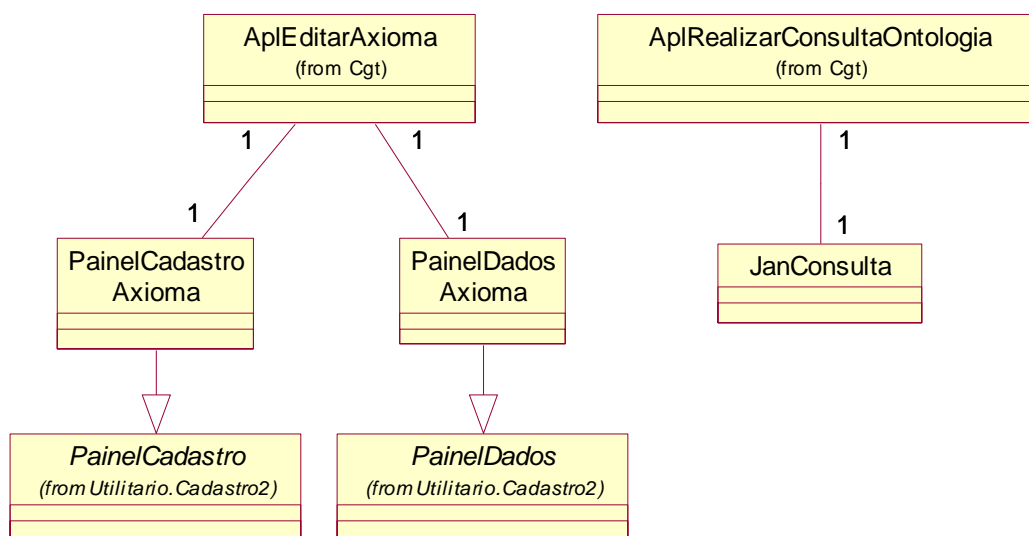 AplEditarAxioma
(from Cgt)
AplRealizarConsultaOntologia
(from Cgt)
1
1
1
1
1
1
PainelCadastro
Axioma
PainelDados
Axioma
JanConsulta
PainelCadastro
(from Utilitario.Cadastro2)
PainelDados
(from Utilitario.Cadastro2)